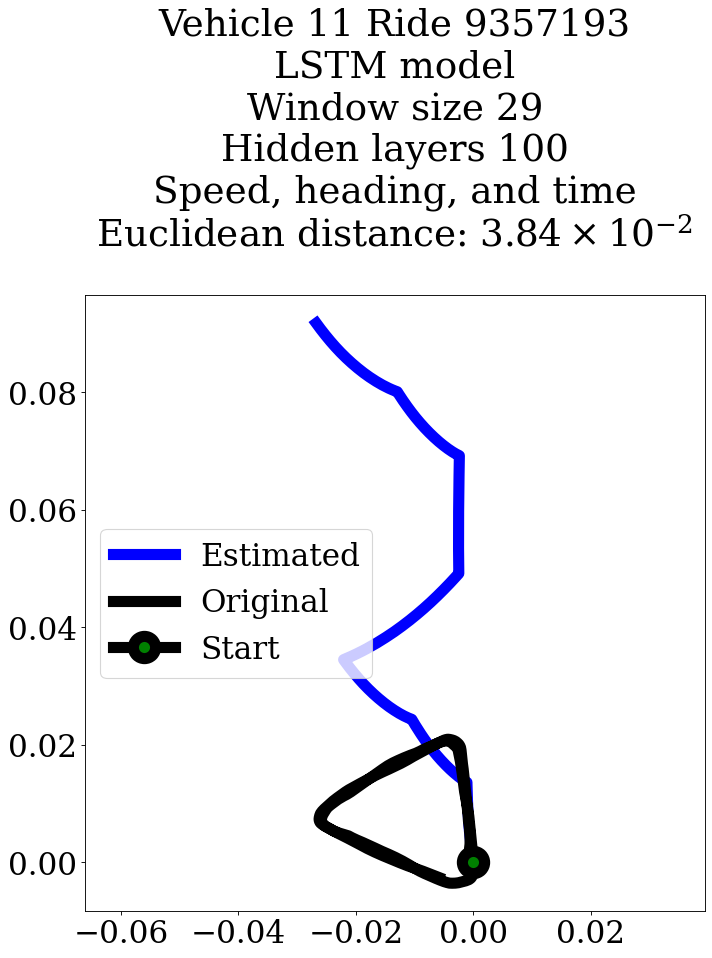 Vehicle 11 Ride 9357193
LSTM model
Window size 29
Hidden layers 100
Speed, heading, and time
Euclidean distance: 3.84 × 10⁻²
0.08
0.06
0.04
0.02
0.00
Estimated
Original
Start
−0.06 −0.04 −0.02 0.00 0.02